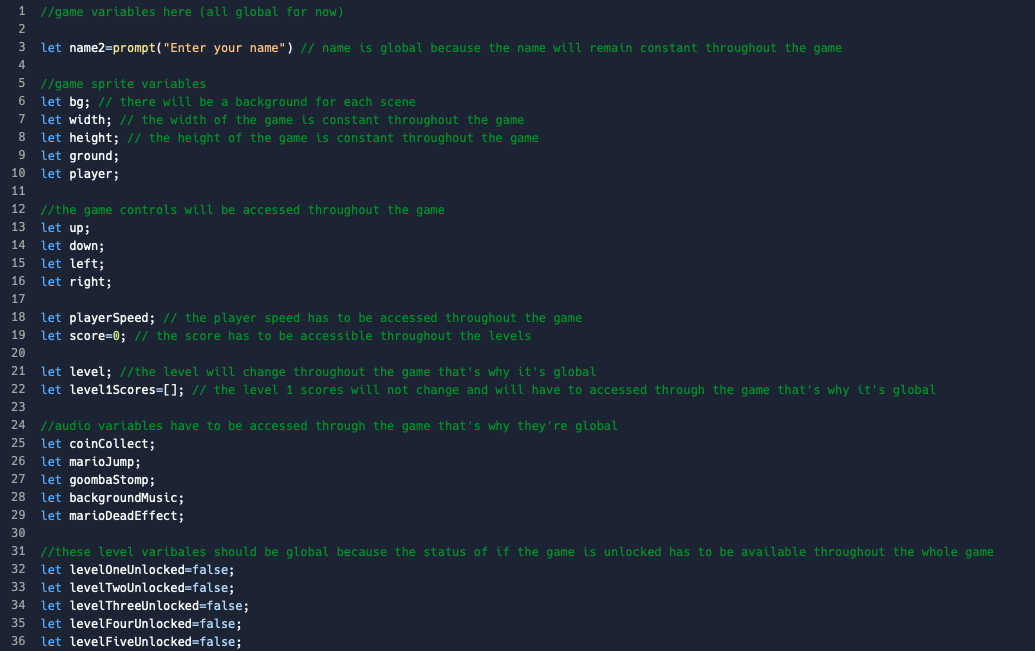 1 //game variables here (all global for now)
2
3 let name2=prompt("Enter your name") // name is global because the name will remain constant throughout the game
4
5 //game sprite variables
6 let bg; // there will be a background for each scene
7 let width; // the width of the game is constant throughout the game
8 let height; // the height of the game is constant throughout the game
9 let ground;
10 let player;
11
12 //the game controls will be accessed throughout the game
13 let up;
14 let down;
15 let left;
16 let right;
17
18 let playerSpeed; // the player speed has to be accessed throughout the game
19 let score=0; // the score has to be accessible throughout the levels
20
21 let level; //the level will change throughout the game that's why it's global
22 let level1Scores=[]; // the level 1 scores will not change and will have to accessed through the game that's why it's global
23
24 //audio variables have to be accessed through the game that's why they're global
25 let coinCollect;
26 let marioJump;
27 let goombaStomp;
28 let backgroundMusic;
29 let marioDeadEffect;
30
31 //these level varibales should be global because the status of if the game is unlocked has to be available throughout the whole game
32 let levelOneUnlocked=false;
33 let levelTwoUnlocked=false;
34 let levelThreeUnlocked=false;
35 let levelFourUnlocked=false;
36 let levelFiveUnlocked=false;